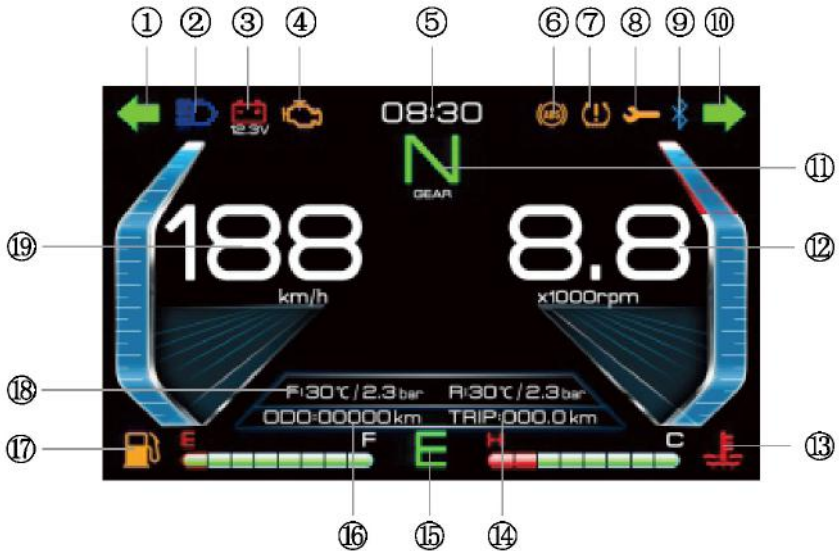 ① ② ③ ④ ⑤ ⑥ ⑦ ⑧ ⑨ ⑩
12.3V 08:30 ABS
N ⑪
GEAR
⑲ 188 8.8 ⑫
km/h x1000rpm
⑱ F:30℃/2.3bar R:30℃/2.3bar
ODO:00000km TRIP:000.0km
⑰ E F E H C ⑬
⑯ ⑮ ⑭